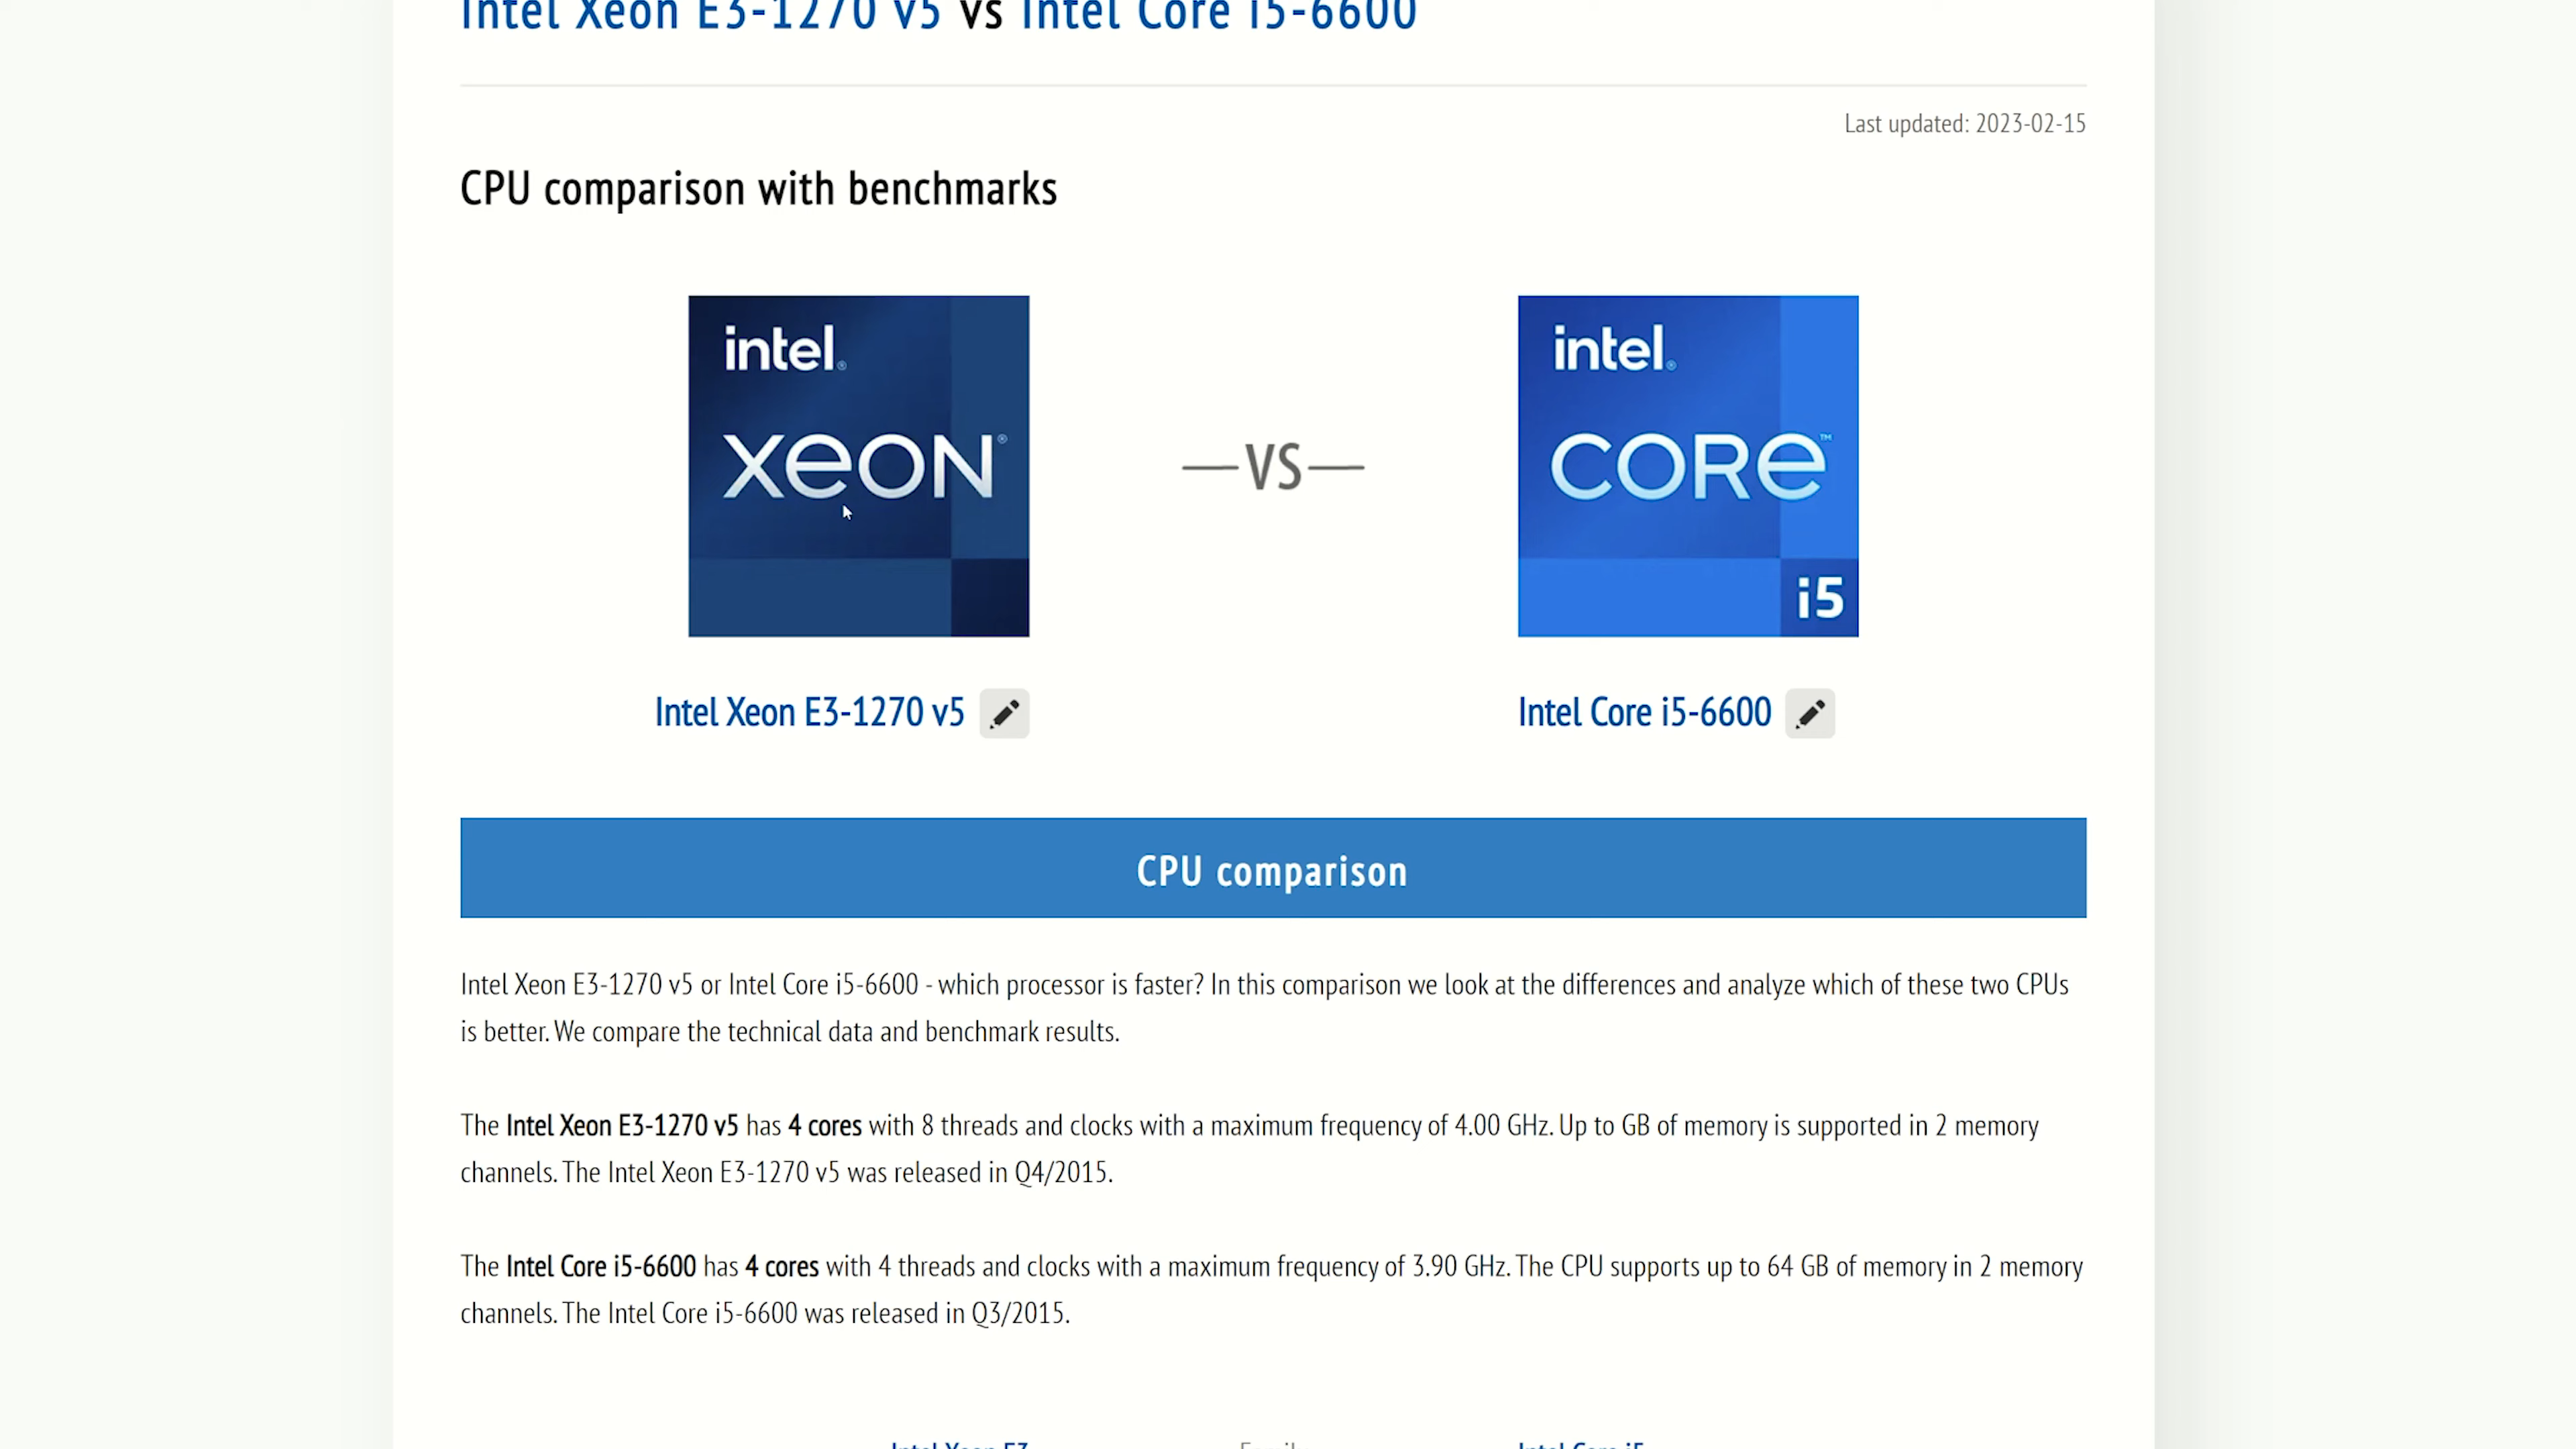 Intel Xeon E3-1270 v5 vs Intel Core i5-6600
Last updated: 2023-02-15
CPU comparison with benchmarks
intel®
XEON®
VS
intel®
CORE™
i5
Intel Xeon E3-1270 v5
Intel Core i5-6600
CPU comparison
Intel Xeon E3-1270 v5 or Intel Core i5-6600 - which processor is faster? In this comparison we look at the differences and analyze which of these two CPUs
is better. We compare the technical data and benchmark results.
The Intel Xeon E3-1270 v5 has 4 cores with 8 threads and clocks with a maximum frequency of 4.00 GHz. Up to GB of memory is supported in 2 memory
channels. The Intel Xeon E3-1270 v5 was released in Q4/2015.
The Intel Core i5-6600 has 4 cores with 4 threads and clocks with a maximum frequency of 3.90 GHz. The CPU supports up to 64 GB of memory in 2 memory
channels. The Intel Core i5-6600 was released in Q3/2015.
Intel Xeon E3
Family
Intel Core i5